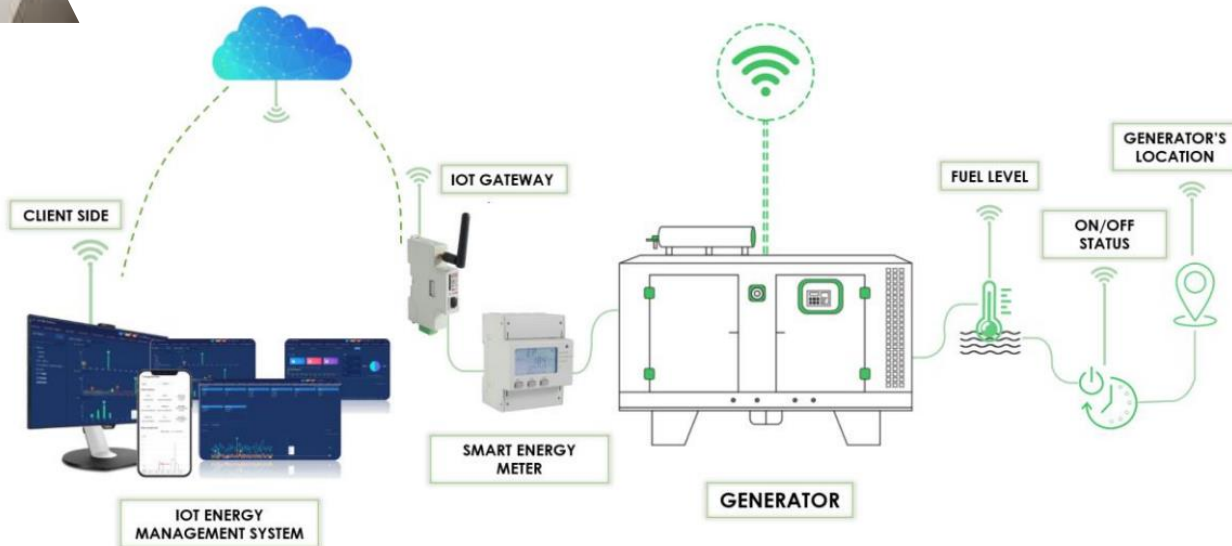 CLIENT SIDE
IOT GATEWAY
FUEL LEVEL
GENERATOR'S
LOCATION
ON/OFF
STATUS
SMART ENERGY
METER
GENERATOR
IOT ENERGY
MANAGEMENT SYSTEM